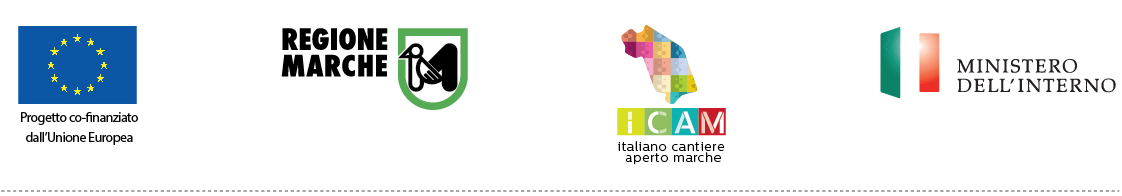 Progetto co-finanziato
dall'Unione Europea
REGIONE
MARCHE
iCAM
italiano cantiere
aperto marche
MINISTERO
DELL'INTERNO